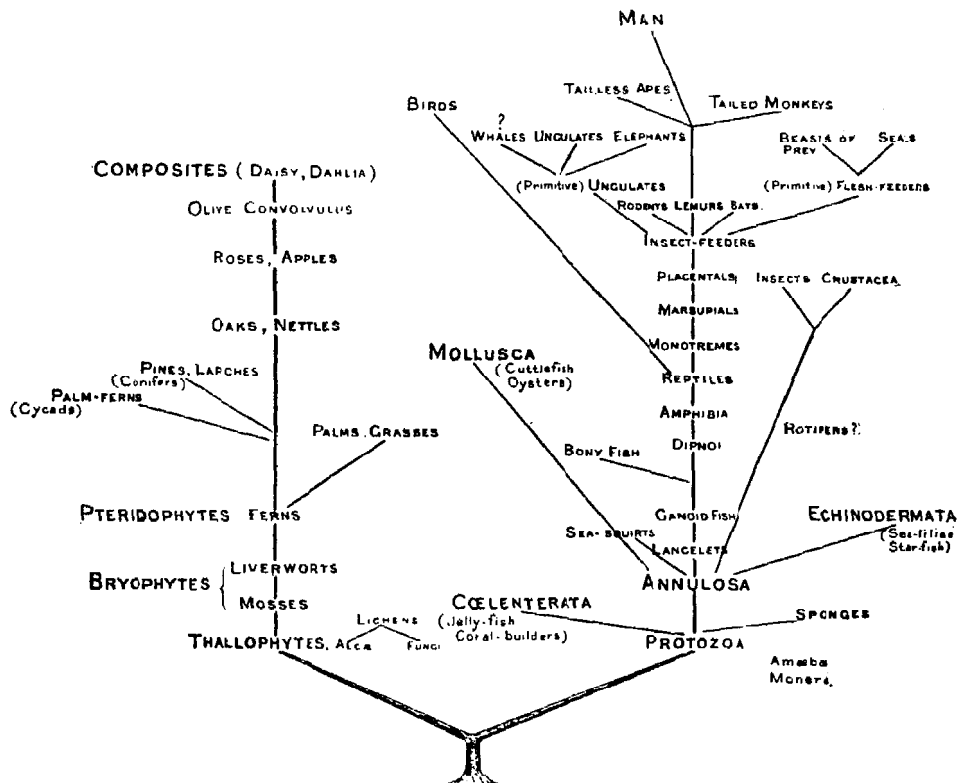 MAN
TAILLESS APES
TAILED MONKEYS
BIRDS
?
WHALES UNGULATES ELEPHANTS
BEASTS OF PREY
SEALS
(Primitive) UNGULATES
(Primitive) FLESH-FEEDERS
RODENTS LEMURS BATS.
INSECT-FEEDERS
PLACENTALS
INSECTS CRUSTACEA
MARSUPIALS
MONOTREMES
REPTILES
AMPHIBIA
DIPNOI
ROTIFERS?
BONY FISH
GANOID FISH
SEA-SQUIRTS
LANCELETS
MOLLUSCA
(Cuttlefish
Oysters)
ECHINODERMATA
(Sea-lilies
Star-fish)
ANNULOSA
CŒLENTERATA
(Jelly-fish
Coral-builders)
SPONGES
PROTOZOA
Amœbæ
Moners.
COMPOSITES (DAISY, DAHLIA)
OLIVE CONVOLVULUS
ROSES, APPLES
OAKS, NETTLES
PINES, LARCHES
(Conifers)
PALM-FERNS
(Cycads)
PALMS, GRASSES
PTERIDOPHYTES FERNS
BRYOPHYTES
LIVERWORTS
MOSSES
LICHENS
THALLOPHYTES, ALGÆ
FUNGI